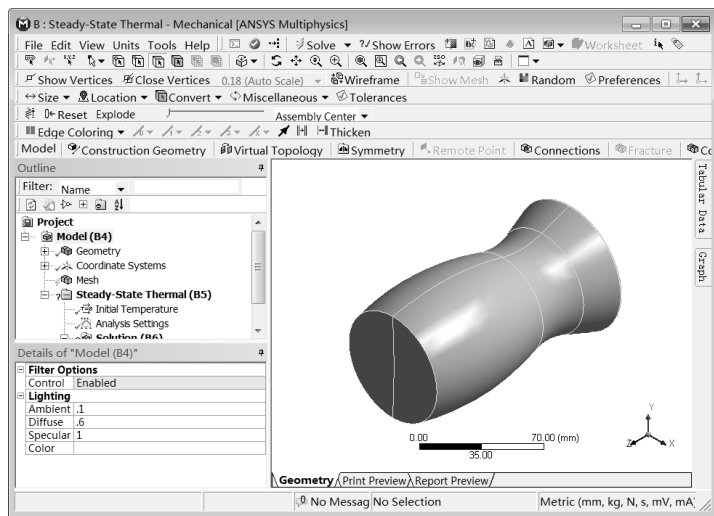 B : Steady-State Thermal - Mechanical [ANSYS Multiphysics]
File Edit View Units Tools Help Solve ?/Show Errors Worksheet
Show Vertices Close Vertices 0.18 (Auto Scale) Wireframe Show Mesh Random Preferences
Size Location Convert Miscellaneous Tolerances
Reset Explode Assembly Center
Edge Coloring Thicken
Model Construction Geometry Virtual Topology Symmetry Remote Point Connections Fracture Co
Outline
Filter: Name
Project
Model (B4)
Geometry
Coordinate Systems
Mesh
Steady-State Thermal (B5)
Initial Temperature
Analysis Settings
Solution (B6)
Details of "Model (B4)"
Filter Options
Control Enabled
Lighting
Ambient .1
Diffuse .6
Specular 1
Color
0.00 70.00 (mm)
35.00
Y
Z X
Geometry Print Preview Report Preview
Tabular Data
Graph
0 No Messag No Selection Metric (mm, kg, N, s, mV, mA)